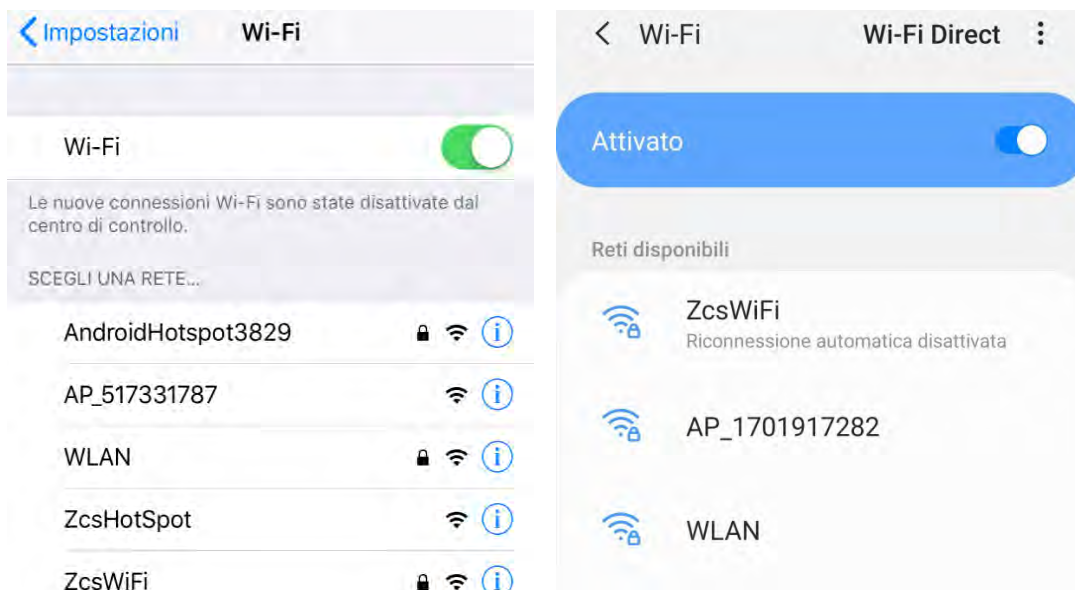 Impostazioni Wi-Fi
Wi-Fi
Le nuove connessioni Wi-Fi sono state disattivate dal
centro di controllo.
SCEGLI UNA RETE...
AndroidHotspot3829
AP_517331787
WLAN
ZcsHotSpot
ZcsWiFi
Wi-Fi Wi-Fi Direct
Attivato
Reti disponibili
ZcsWiFi
Riconnessione automatica disattivata
AP_1701917282
WLAN